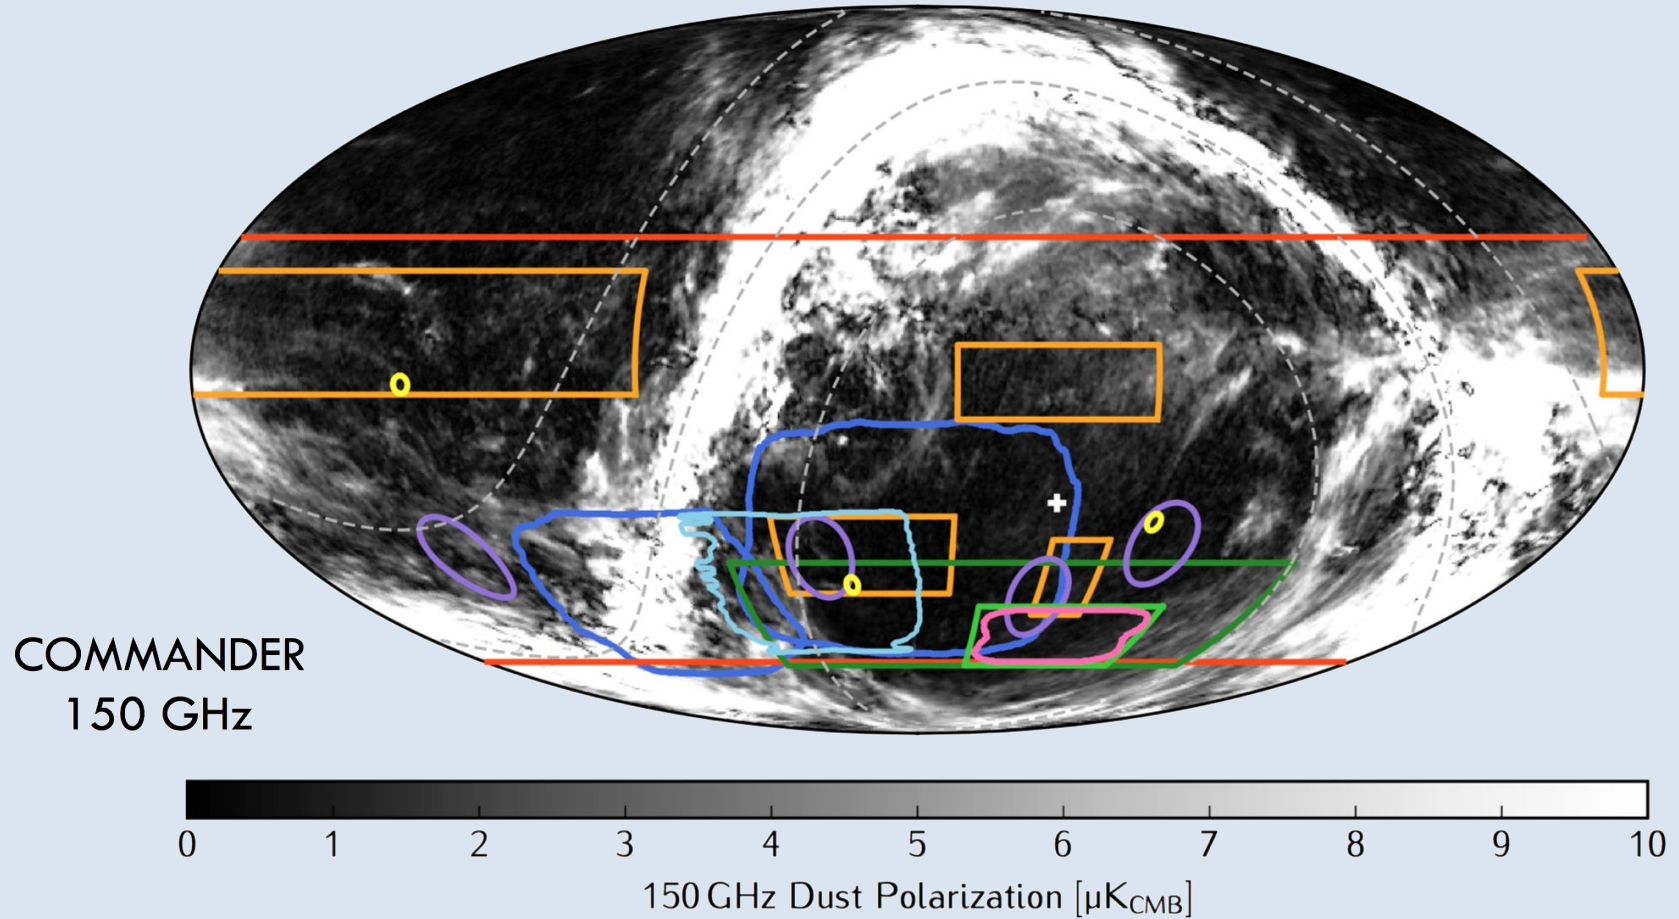 COMMANDER
150 GHz
0 1 2 3 4 5 6 7 8 9 10
150 GHz Dust Polarization [μK_CMB]